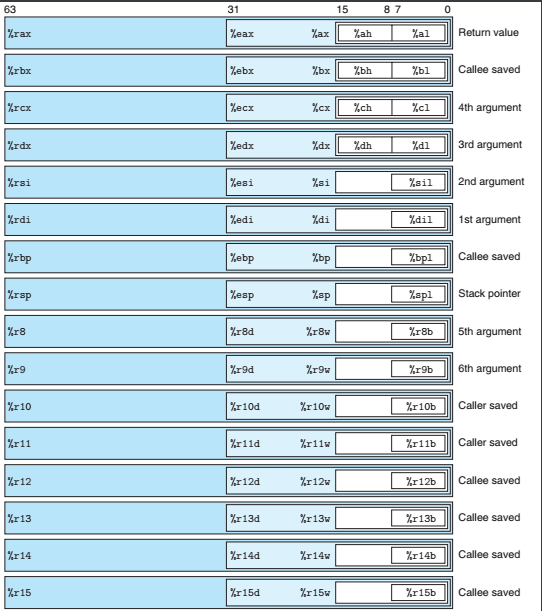 63 31 15 8 7 0
%rax %eax %ax %ah %al Return value
%rbx %ebx %bx %bh %bl Callee saved
%rcx %ecx %cx %ch %cl 4th argument
%rdx %edx %dx %dh %dl 3rd argument
%rsi %esi %si %sil 2nd argument
%rdi %edi %di %dil 1st argument
%rbp %ebp %bp %bpl Callee saved
%rsp %esp %sp %spl Stack pointer
%r8 %r8d %r8w %r8b 5th argument
%r9 %r9d %r9w %r9b 6th argument
%r10 %r10d %r10w %r10b Caller saved
%r11 %r11d %r11w %r11b Caller saved
%r12 %r12d %r12w %r12b Callee saved
%r13 %r13d %r13w %r13b Callee saved
%r14 %r14d %r14w %r14b Callee saved
%r15 %r15d %r15w %r15b Callee saved